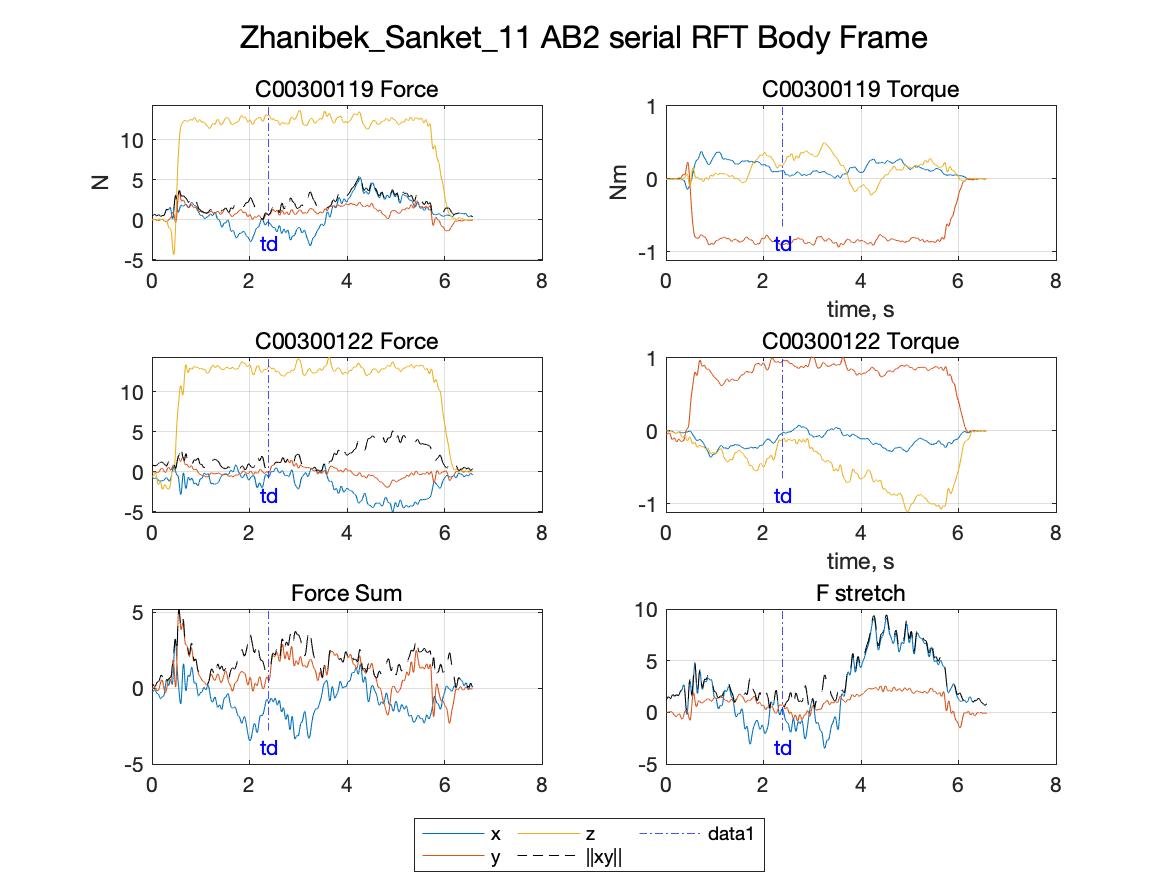 Zhanibek_Sanket_11 AB2 serial RFT Body Frame
C00300119 Force
N
10
5
0
-5
td
0 2 4 6 8
C00300119 Torque
Nm
1
0
-1
td
0 2 4 6 8
time, s
C00300122 Force
10
5
0
-5
td
0 2 4 6 8
C00300122 Torque
1
0
-1
td
0 2 4 6 8
time, s
Force Sum
5
0
-5
td
0 2 4 6 8
F stretch
10
5
0
-5
td
0 2 4 6 8
x z data1
y ||xy||